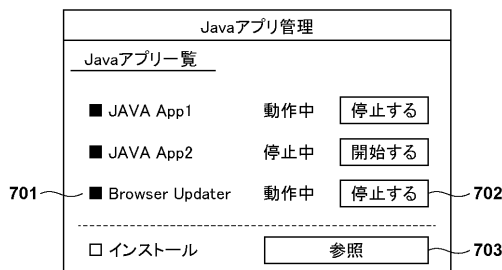 Javaアプリ管理
Javaアプリ一覧
■ JAVA App1 動作中 停止する
■ JAVA App2 停止中 開始する
701 ■ Browser Updater 動作中 停止する 702
□ インストール 参照 703